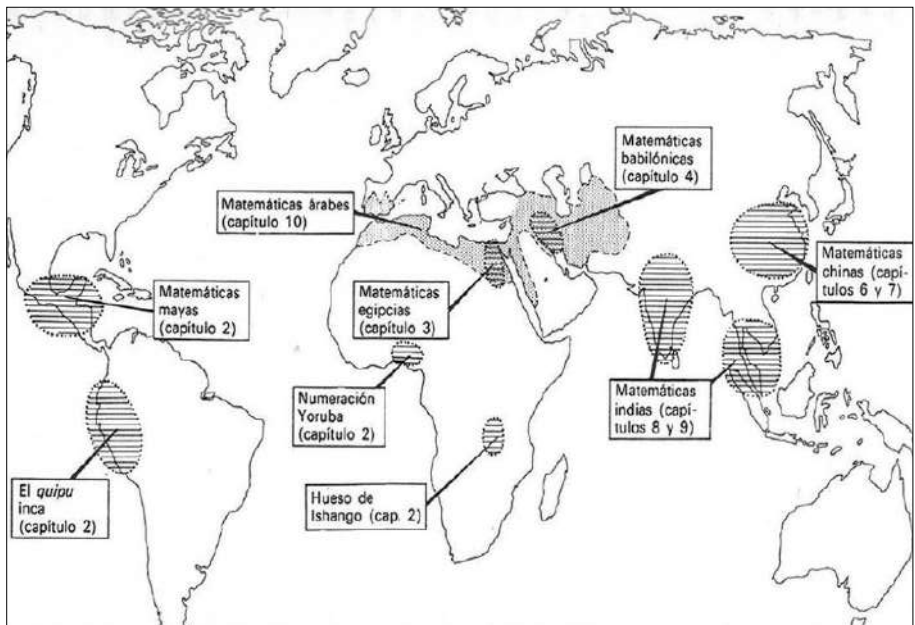 Matemáticas
babilónicas
(capítulo 4)
Matemáticas árabes
(capítulo 10)
Matemáticas
chinas (capí-
tulos 6 y 7)
Matemáticas
mayas
(capítulo 2)
Matemáticas
egipcias
(capítulo 3)
Numeración
Yoruba
(capítulo 2)
Matemáticas
indias (capí-
tulos 8 y 9)
El quipu
inca
(capítulo 2)
Hueso de
Ishango (cap. 2)